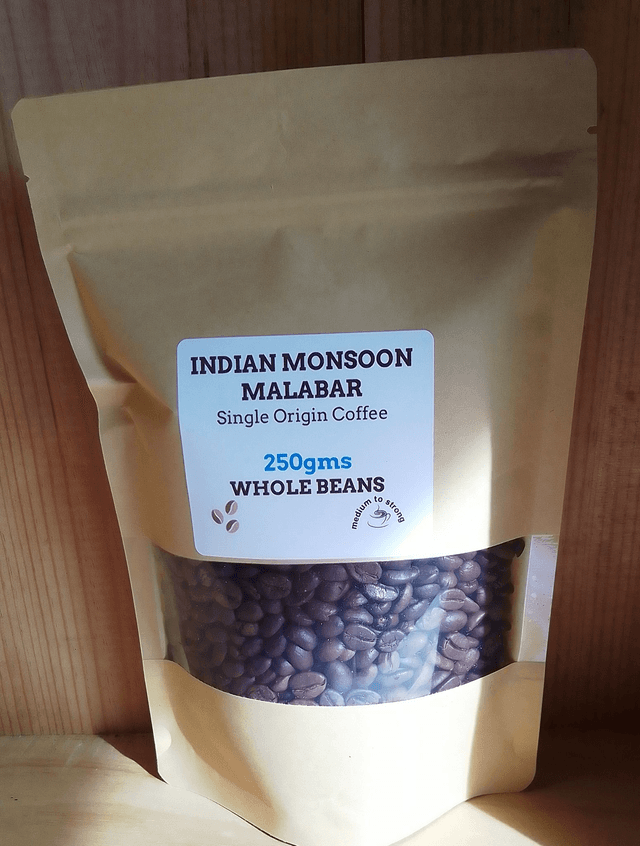 INDIAN MONSOON
MALABAR
Single Origin Coffee
250gms
WHOLE BEANS
medium to strong